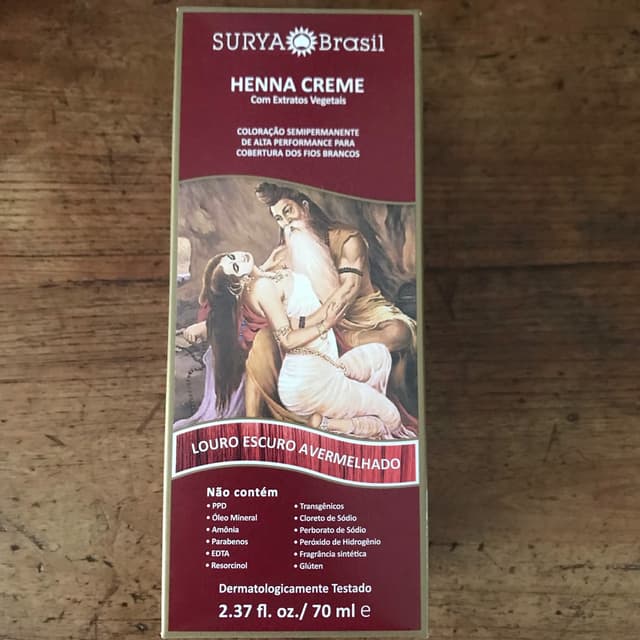 SURYA Brasil
HENNA CREME
Com Extratos Vegetais
COLORAÇÃO SEMIPERMANENTE
DE ALTA PERFORMANCE PARA
COBERTURA DOS FIOS BRANCOS
LOURO ESCURO AVERMELHADO
Não contém
• PPD
• Óleo Mineral
• Amônia
• Parabenos
• EDTA
• Resorcinol
• Transgênicos
• Cloreto de Sódio
• Perborato de Sódio
• Peróxido de Hidrogênio
• Fragrância sintética
• Glúten
Dermatologicamente Testado
2.37 fl. oz./ 70 ml e